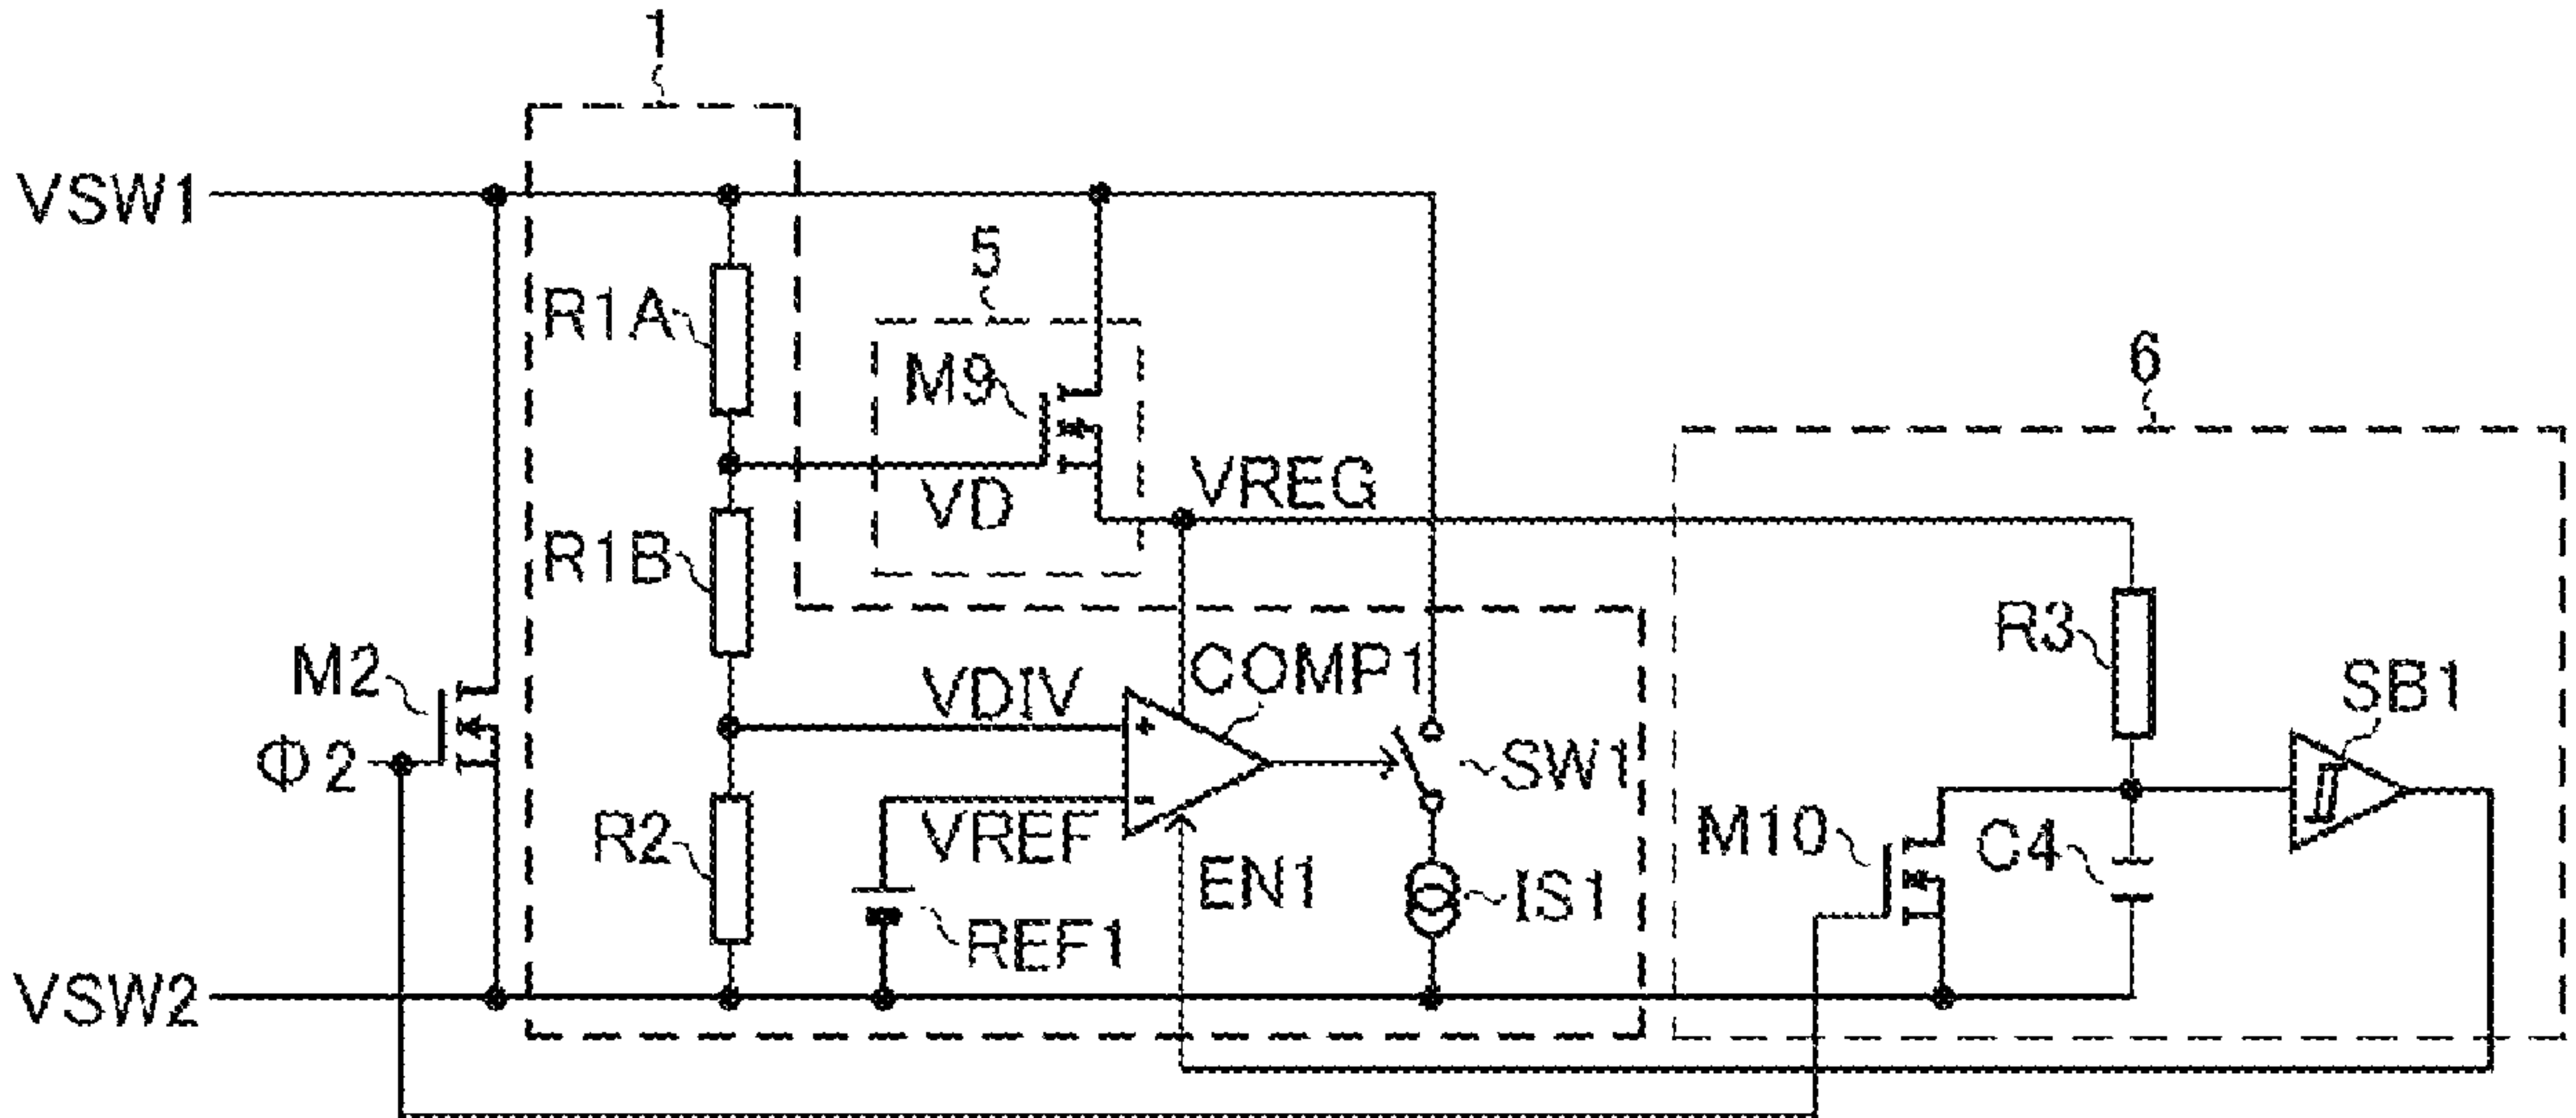 1
VSW1
5
R1A
M9
6
VREG
VD
R1B
R3
COMP1
M2
VDIV
SB1
Φ2
SW1
R2
VREF
M10
C4
EN1
IS1
REF1
VSW2
+
-